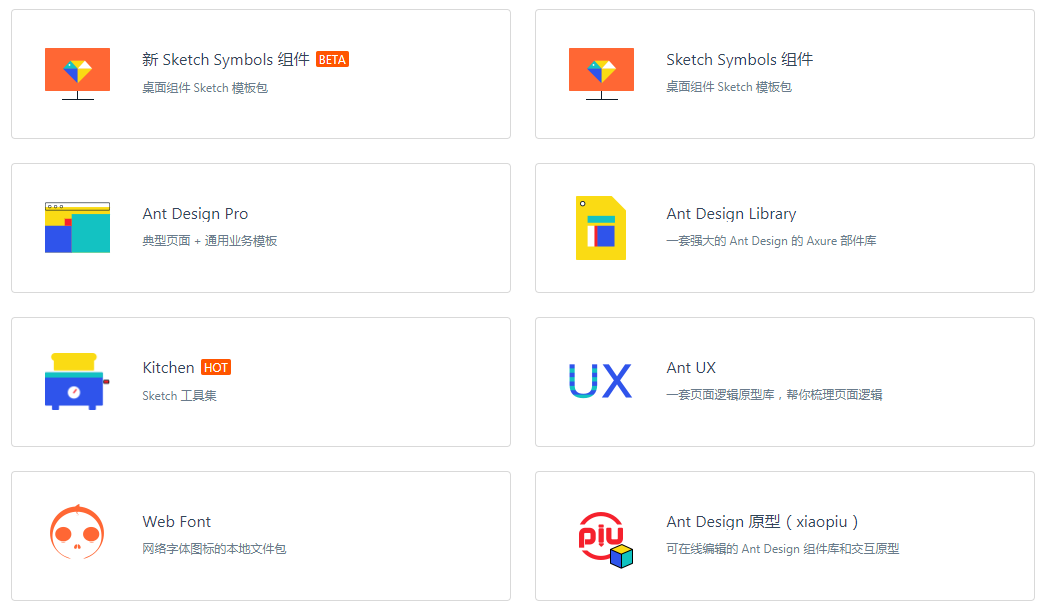 新 Sketch Symbols 组件 BETA
桌面组件 Sketch 模板包
Sketch Symbols 组件
桌面组件 Sketch 模板包
Ant Design Pro
典型页面 + 通用业务模板
Ant Design Library
一套强大的 Ant Design 的 Axure 部件库
Kitchen HOT
Sketch 工具集
UX
Ant UX
一套页面逻辑原型库，帮你梳理页面逻辑
Web Font
网络字体图标的本地文件包
piu
Ant Design 原型（xiaopiu）
可在线编辑的 Ant Design 组件库和交互原型